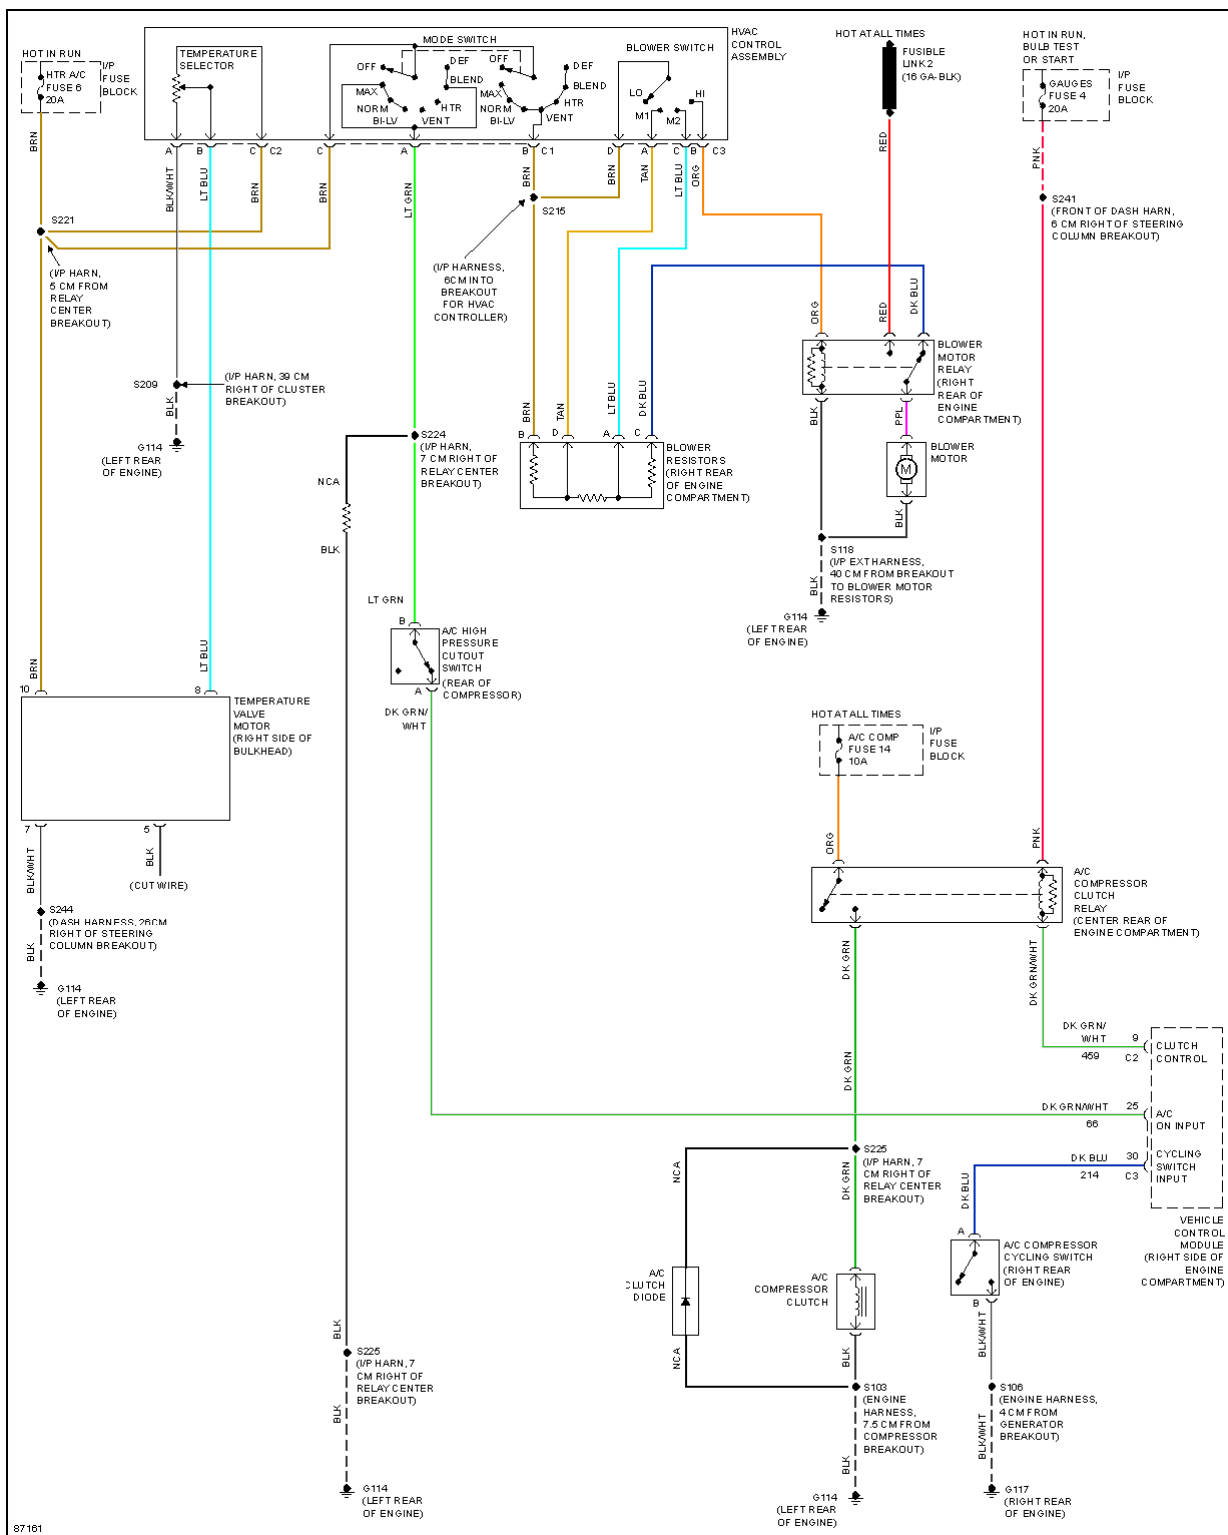 HOT IN RUN
HTR A/C
FUSE 6
20A
I/P
FUSE
BLOCK
TEMPERATURE
SELECTOR
MODE SWITCH
OFF
DEF
BLEND
MAX
NORM
BI-LV
HTR
VENT
OFF
DEF
BLEND
MAX
NORM
BI-LV
HTR
VENT
BLOWER SWITCH
LO
HI
M1
M2
HVAC
CONTROL
ASSEMBLY
HOT AT ALL TIMES
FUSIBLE
LINK 2
(16 GA-BLK)
HOT IN RUN,
BULB TEST
OR START
GAUGES
FUSE 4
20A
I/P
FUSE
BLOCK
A
B
C
C2
C
A
B
C1
D
A
C
B
C3
BRN
BLK/WHT
LT BLU
BRN
BRN
LT GRN
BRN
BRN
TAN
LT BLU
ORG
RED
PNK
S221
(I/P HARN,
5 CM FROM
RELAY
CENTER
BREAKOUT)
S215
(I/P HARNESS,
6CM INTO
BREAKOUT
FOR HVAC
CONTROLLER)
S241
(FRONT OF DASH HARN,
6 CM RIGHT OF STEERING
COLUMN BREAKOUT)
ORG
RED
DK BLU
BLOWER
MOTOR
RELAY
(RIGHT
REAR OF
ENGINE
COMPARTMENT)
S209
(I/P HARN, 39 CM
RIGHT OF CLUSTER
BREAKOUT)
BLK
G114
(LEFT REAR
OF ENGINE)
S224
(I/P HARN,
7 CM RIGHT OF
RELAY CENTER
BREAKOUT)
NCA
BLK
BRN
TAN
LT BLU
DK BLU
B
D
A
C
BLOWER
RESISTORS
(RIGHT REAR
OF ENGINE
COMPARTMENT)
BLK
PPL
BLOWER
MOTOR
M
BLK
S118
(I/P EXT HARNESS,
40 CM FROM BREAKOUT
TO BLOWER MOTOR
RESISTORS)
BLK
G114
(LEFT REAR
OF ENGINE)
LT GRN
B
A/C HIGH
PRESSURE
CUTOUT
SWITCH
(REAR OF
COMPRESSOR)
A
DK GRN/
WHT
BRN
LT BLU
10
8
TEMPERATURE
VALVE
MOTOR
(RIGHT SIDE OF
BULKHEAD)
7
5
BLK/WHT
BLK
(CUT WIRE)
S244
(DASH HARNESS, 26CM
RIGHT OF STEERING
COLUMN BREAKOUT)
BLK
G114
(LEFT REAR
OF ENGINE)
HOT AT ALL TIMES
A/C COMP
FUSE 14
10A
I/P
FUSE
BLOCK
ORG
PNK
A/C
COMPRESSOR
CLUTCH
RELAY
(CENTER REAR OF
ENGINE COMPARTMENT)
DK GRN
DK GRN/WHT
DK GRN/
WHT
9
459
C2
CLUTCH
CONTROL
DK GRN
DK GRN/WHT
25
66
A/C
ON INPUT
DK BLU
30
214
C3
CYCLING
SWITCH
INPUT
VEHICLE
CONTROL
MODULE
(RIGHT SIDE OF
ENGINE
COMPARTMENT)
S225
(I/P HARN, 7
CM RIGHT OF
RELAY CENTER
BREAKOUT)
NCA
DK GRN
DK BLU
A
A/C COMPRESSOR
CYCLING SWITCH
(RIGHT REAR
OF ENGINE)
B
A/C
CLUTCH
DIODE
A/C
COMPRESSOR
CLUTCH
NCA
BLK
BLK/WHT
BLK
S225
(I/P HARN, 7
CM RIGHT OF
RELAY CENTER
BREAKOUT)
BLK
G114
(LEFT REAR
OF ENGINE)
S103
(ENGINE
HARNESS,
7.5 CM FROM
COMPRESSOR
BREAKOUT)
BLK
G114
(LEFT REAR
OF ENGINE)
S106
(ENGINE HARNESS,
4 CM FROM
GENERATOR
BREAKOUT)
BLK/WHT
G117
(RIGHT REAR
OF ENGINE)
87161